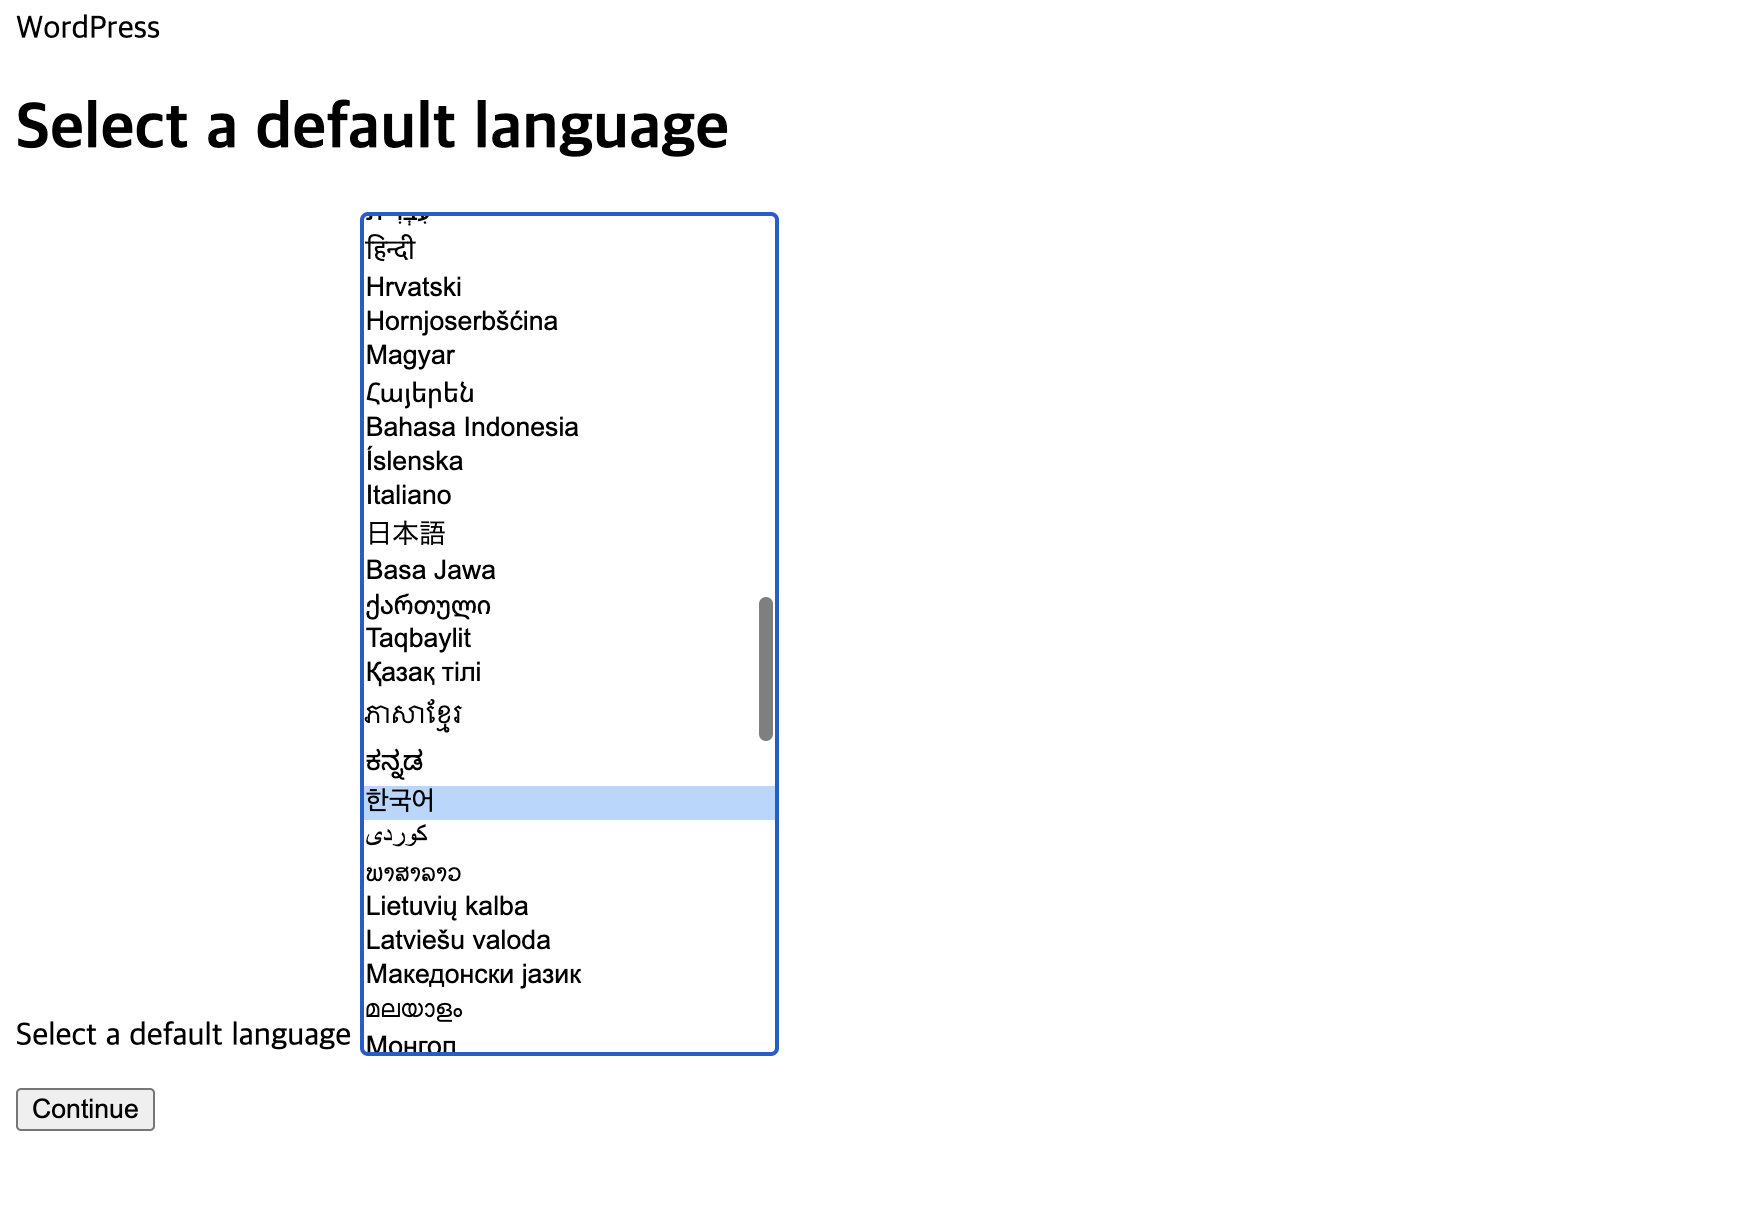 WordPress
Select a default language
हिन्दी
Hrvatski
Hornjoserbšćina
Magyar
Հայերեն
Bahasa Indonesia
Íslenska
Italiano
日本語
Basa Jawa
ქართული
Taqbaylit
Қазақ тілі
ភាសាខ្មែរ
ಕನ್ನಡ
한국어
كوردی
ພາສາລາວ
Lietuvių kalba
Latviešu valoda
Македонски јазик
മലയാളം
Монгол
Select a default language
Continue